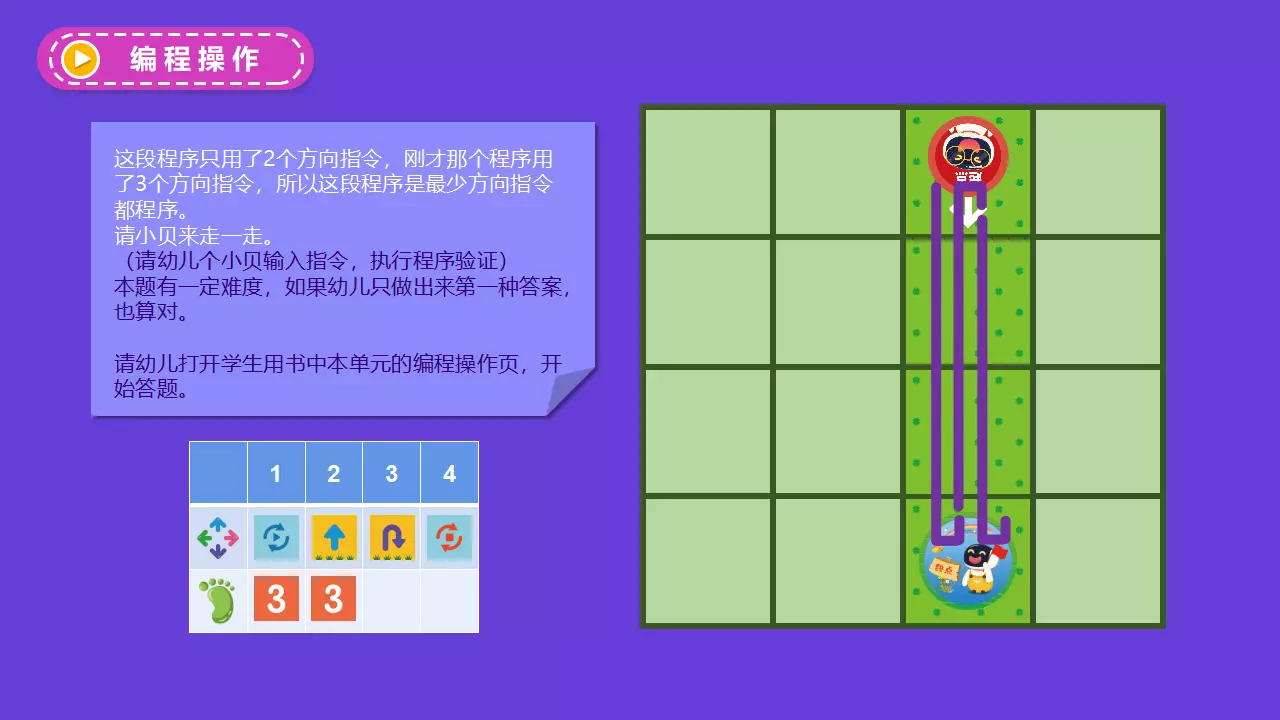 编程操作
这段程序只用了2个方向指令，刚才那个程序用
了3个方向指令，所以这段程序是最少方向指令
都程序。
请小贝来走一走。
（请幼儿个小贝输入指令，执行程序验证）
本题有一定难度，如果幼儿只做出来第一种答案，
也算对。
请幼儿打开学生用书中本单元的编程操作页，开
始答题。
1 2 3 4
3 3
终点